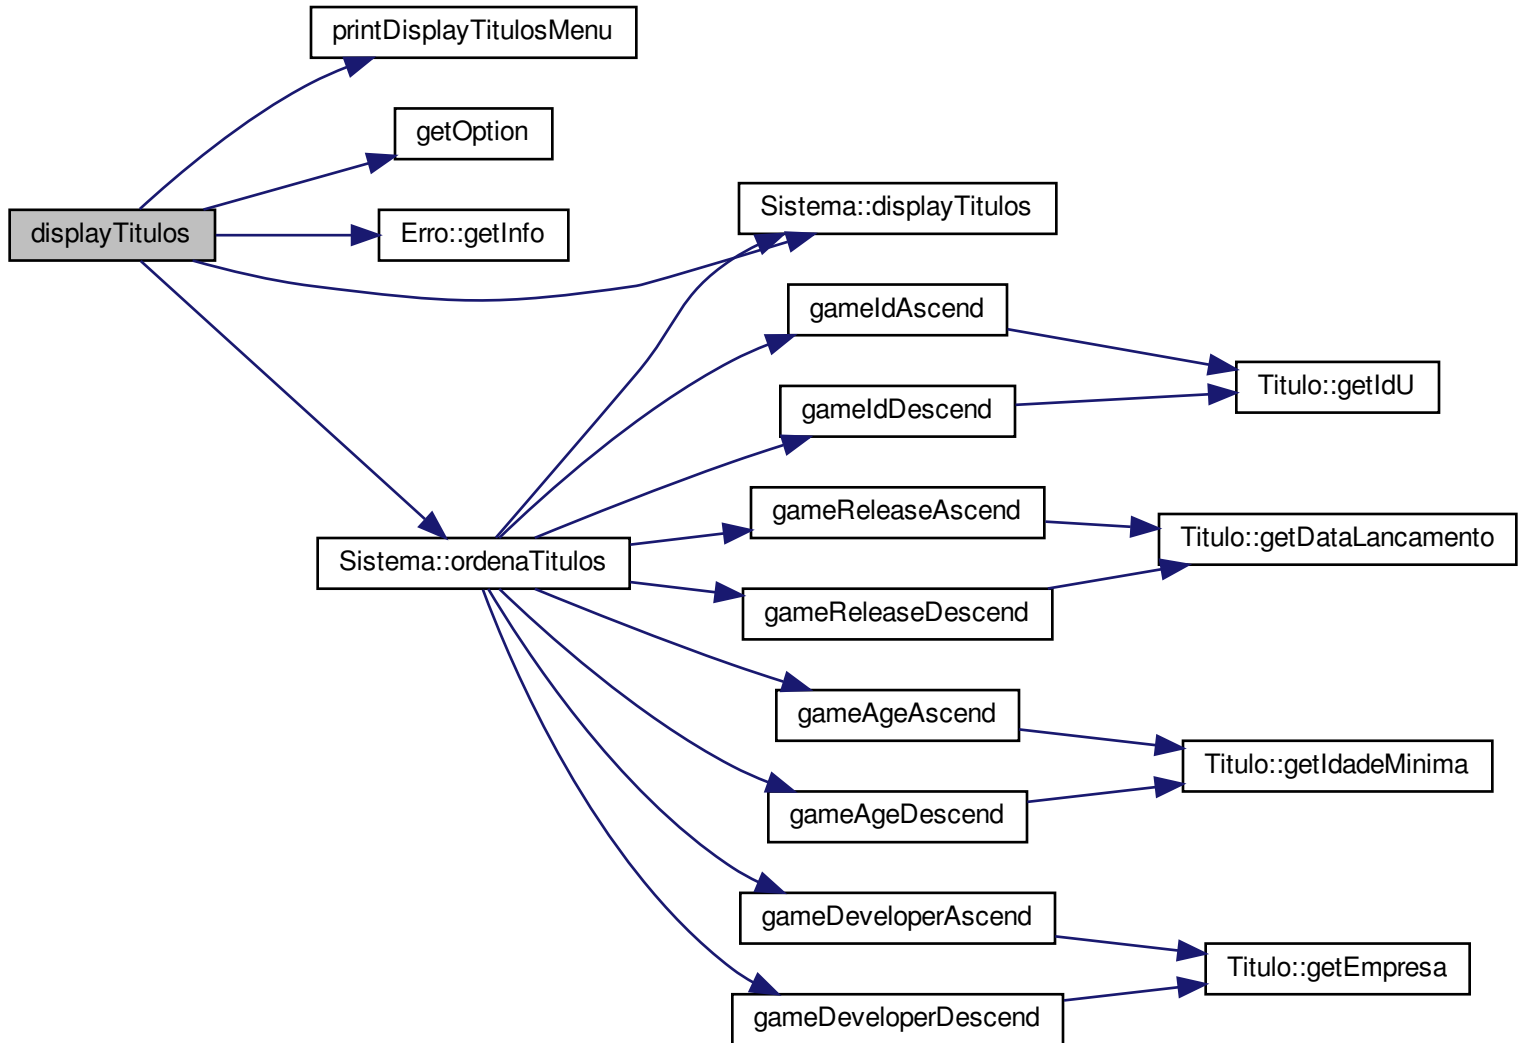 printDisplayTitulosMenu
getOption
displayTitulos
Erro::getInfo
Sistema::displayTitulos
gameIdAscend
gameIdDescend
Titulo::getIdU
gameReleaseAscend
Titulo::getDataLancamento
Sistema::ordenaTitulos
gameReleaseDescend
gameAgeAscend
Titulo::getIdadeMinima
gameAgeDescend
gameDeveloperAscend
Titulo::getEmpresa
gameDeveloperDescend